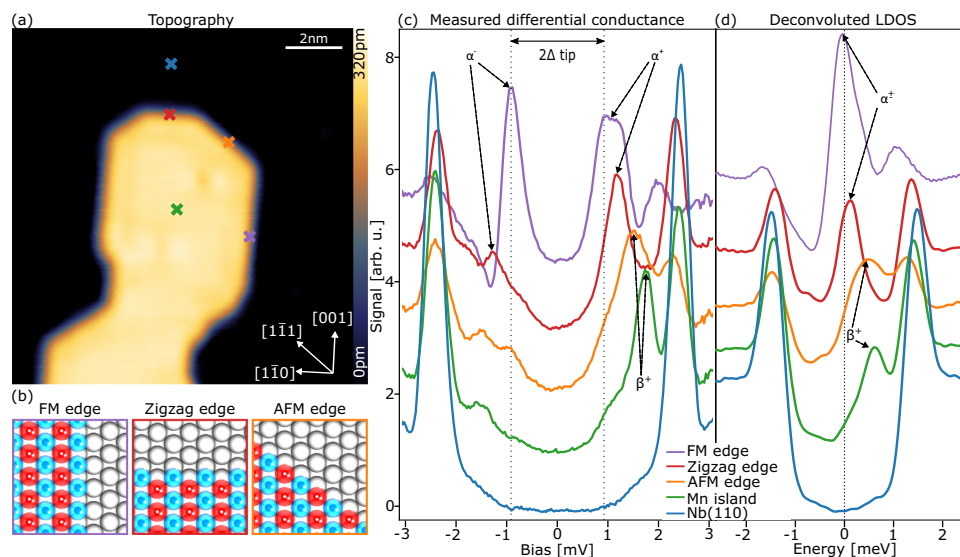 (a) Topography
2nm
320pm
0pm
[11̄1]
[001]
[11̄0]
(b)
FM edge
Zigzag edge
AFM edge
(c) Measured differential conductance
α⁻
2Δ tip
α⁺
β⁺
8
6
4
2
0
Signal [arb. u.]
-3 -2 -1 0 1 2 3
Bias [mV]
FM edge
Zigzag edge
AFM edge
Mn island
Nb(110)
(d) Deconvoluted LDOS
α±
β⁺
-2 -1 0 1 2
Energy [meV]